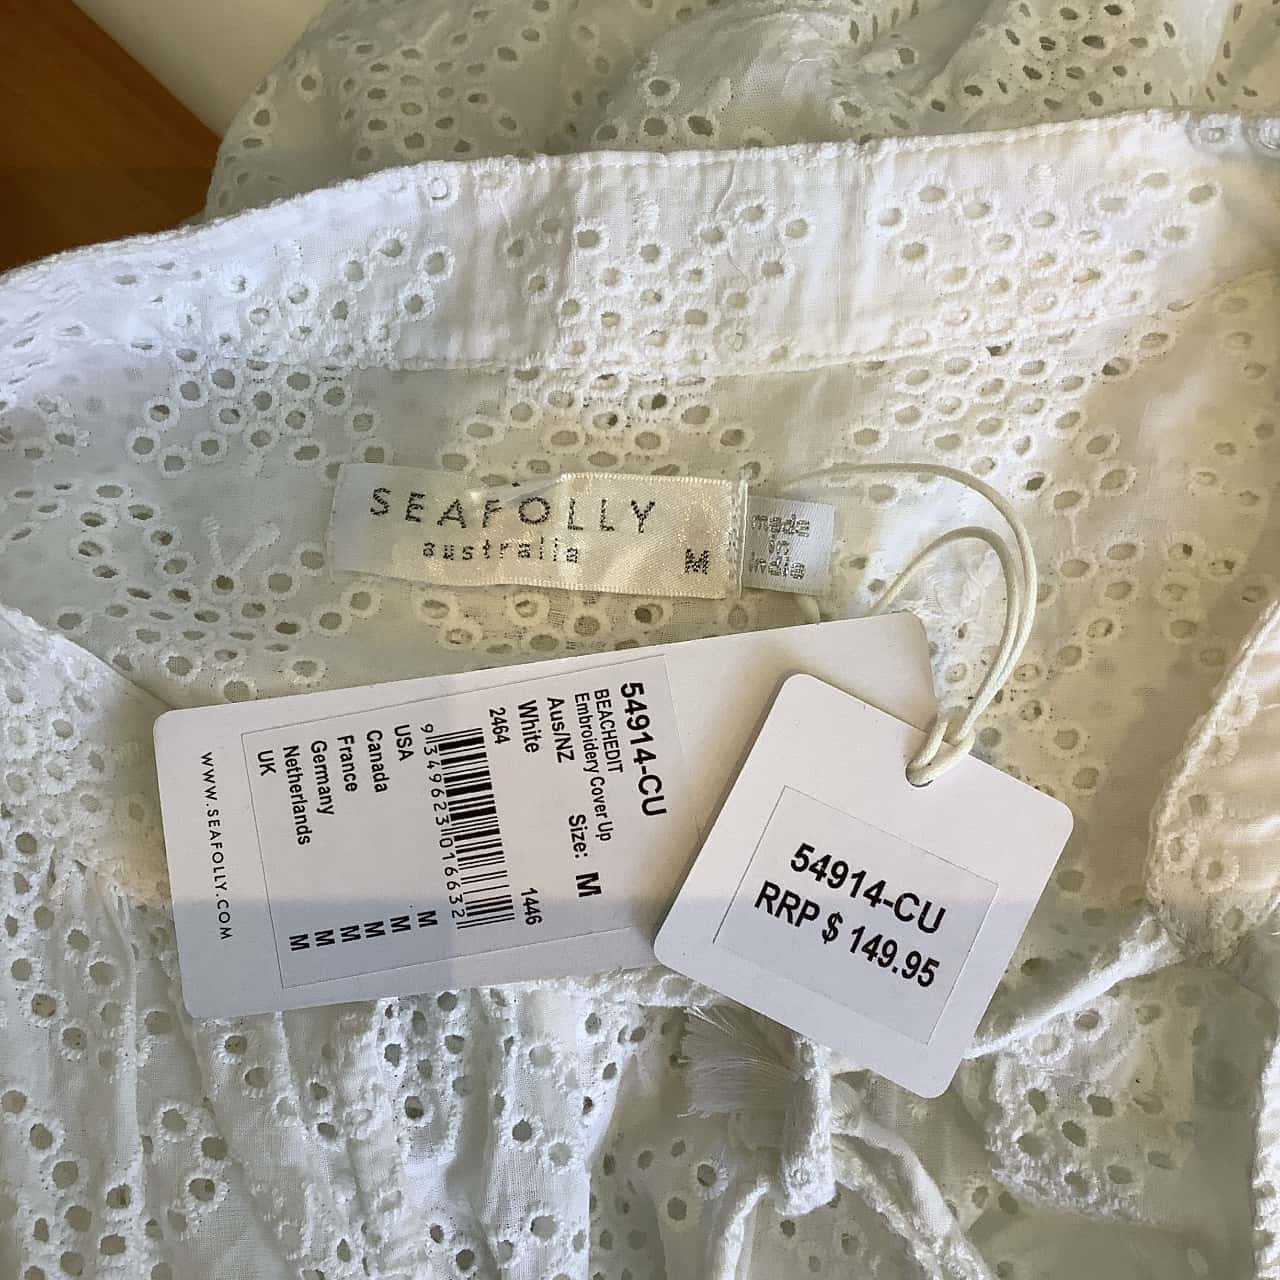 SEAFOLLY
australia
M
made
in
54914-CU
BEACHEDIT
Embroidery Cover Up
Aus/NZ Size: M
White
2464 1446
9349623016632
USA M
Canada M
France M
Germany M
Netherlands M
UK
WWW.SEAFOLLY.COM
54914-CU
RRP $ 149.95